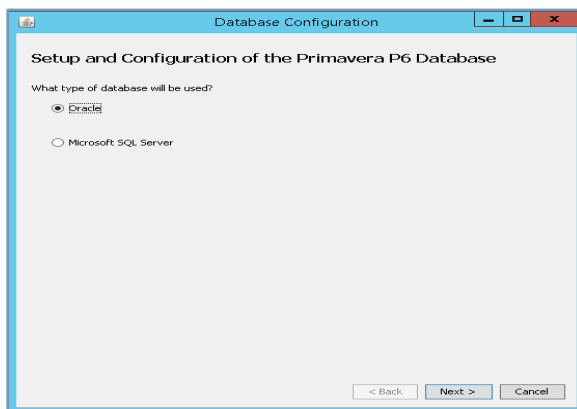 Database Configuration
Setup and Configuration of the Primavera P6 Database
What type of database will be used?
Oracle
Microsoft SQL Server
< Back Next > Cancel